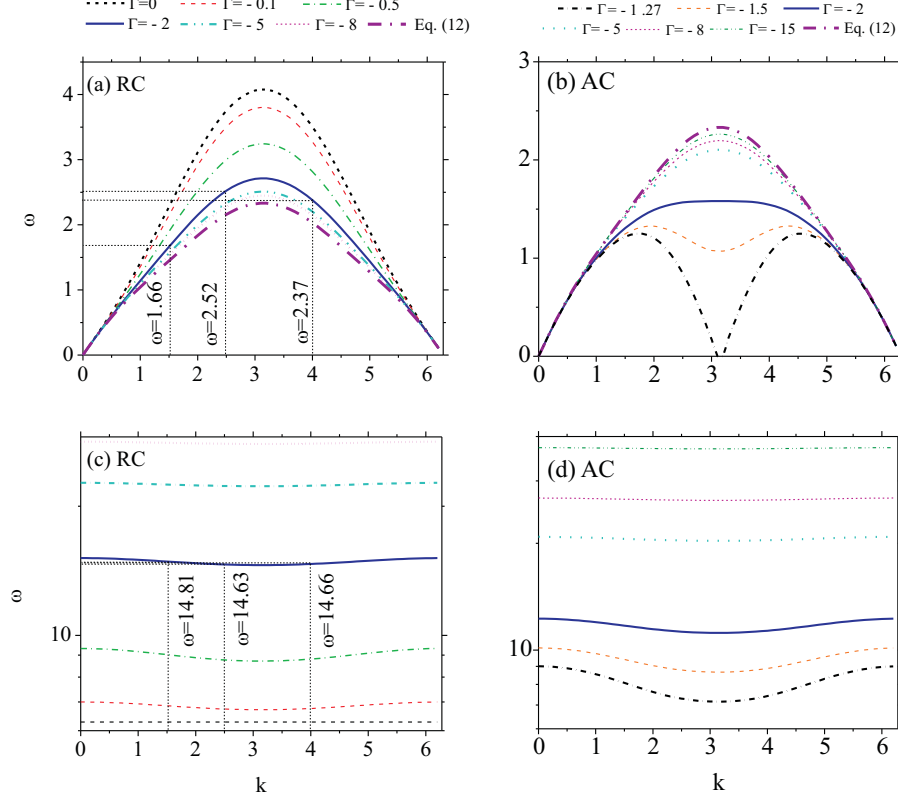 Γ=0 Γ= - 0.1 Γ= - 0.5
Γ= - 2 Γ= - 5 Γ= - 8 Eq. (12)
Γ= - 1 .27 Γ= - 1.5 Γ= - 2
Γ= - 5 Γ= - 8 Γ= - 15 Eq. (12)
(a) RC
4
3
2
1
0
ω
ω=1.66
ω=2.52
ω=2.37
0 1 2 3 4 5 6
(b) AC
3
2
1
0
0 1 2 3 4 5 6
(c) RC
ω
10
ω=14.81
ω=14.63
ω=14.66
0 1 2 3 4 5 6
k
(d) AC
10
0 1 2 3 4 5 6
k